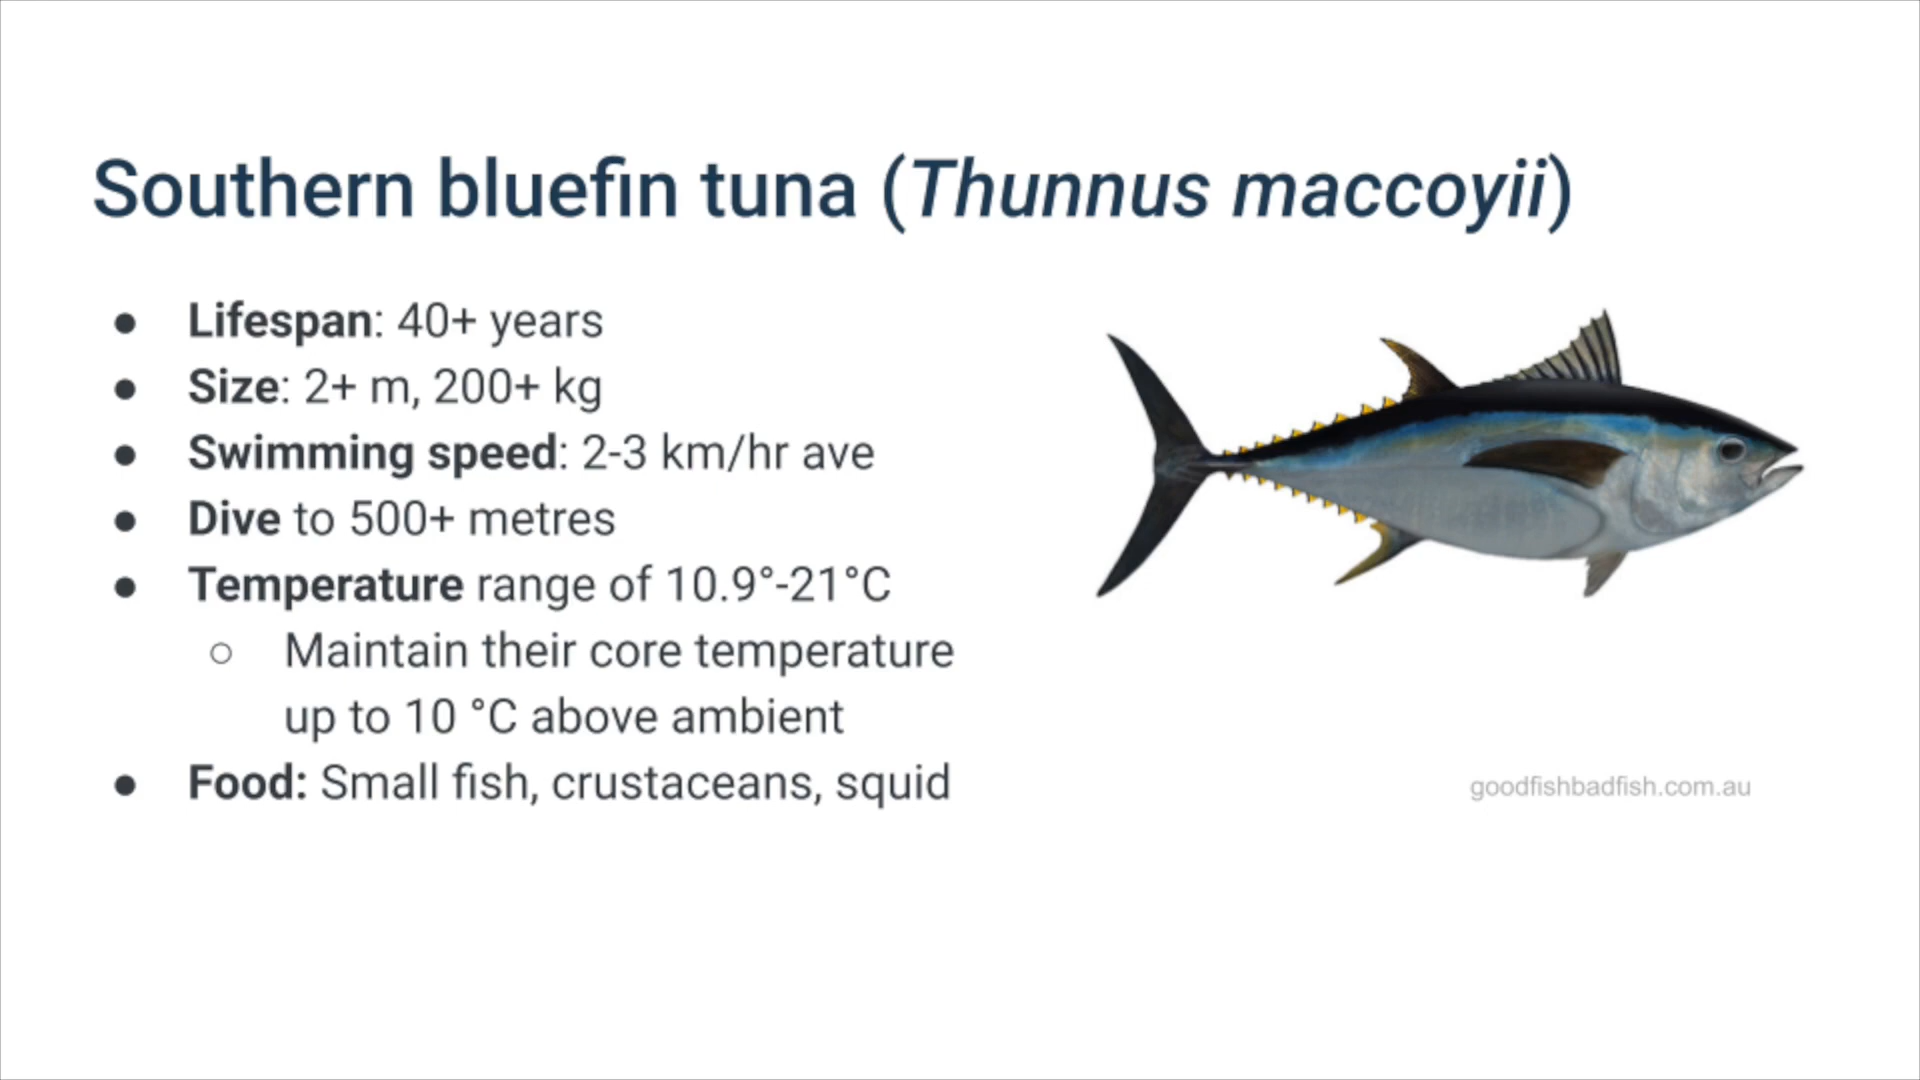 Southern bluefin tuna (Thunnus maccoyii)
● Lifespan: 40+ years
● Size: 2+ m, 200+ kg
● Swimming speed: 2-3 km/hr ave
● Dive to 500+ metres
● Temperature range of 10.9°-21°C
○ Maintain their core temperature
up to 10 °C above ambient
● Food: Small fish, crustaceans, squid
goodfishbadfish.com.au